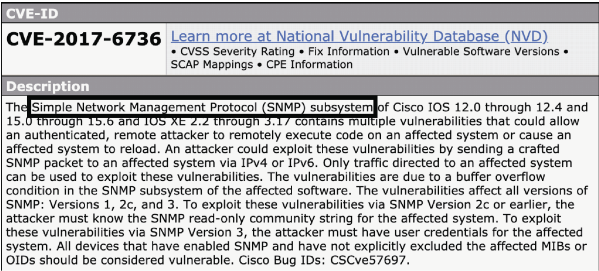 CVE-ID
CVE-2017-6736
Learn more at National Vulnerability Database (NVD)
• CVSS Severity Rating • Fix Information • Vulnerable Software Versions •
SCAP Mappings • CPE Information
Description
The Simple Network Management Protocol (SNMP) subsystem of Cisco IOS 12.0 through 12.4 and
15.0 through 15.6 and IOS XE 2.2 through 3.17 contains multiple vulnerabilities that could allow
an authenticated, remote attacker to remotely execute code on an affected system or cause an
affected system to reload. An attacker could exploit these vulnerabilities by sending a crafted
SNMP packet to an affected system via IPv4 or IPv6. Only traffic directed to an affected system
can be used to exploit these vulnerabilities. The vulnerabilities are due to a buffer overflow
condition in the SNMP subsystem of the affected software. The vulnerabilities affect all versions of
SNMP: Versions 1, 2c, and 3. To exploit these vulnerabilities via SNMP Version 2c or earlier, the
attacker must know the SNMP read-only community string for the affected system. To exploit
these vulnerabilities via SNMP Version 3, the attacker must have user credentials for the affected
system. All devices that have enabled SNMP and have not explicitly excluded the affected MIBs or
OIDs should be considered vulnerable. Cisco Bug IDs: CSCve57697.